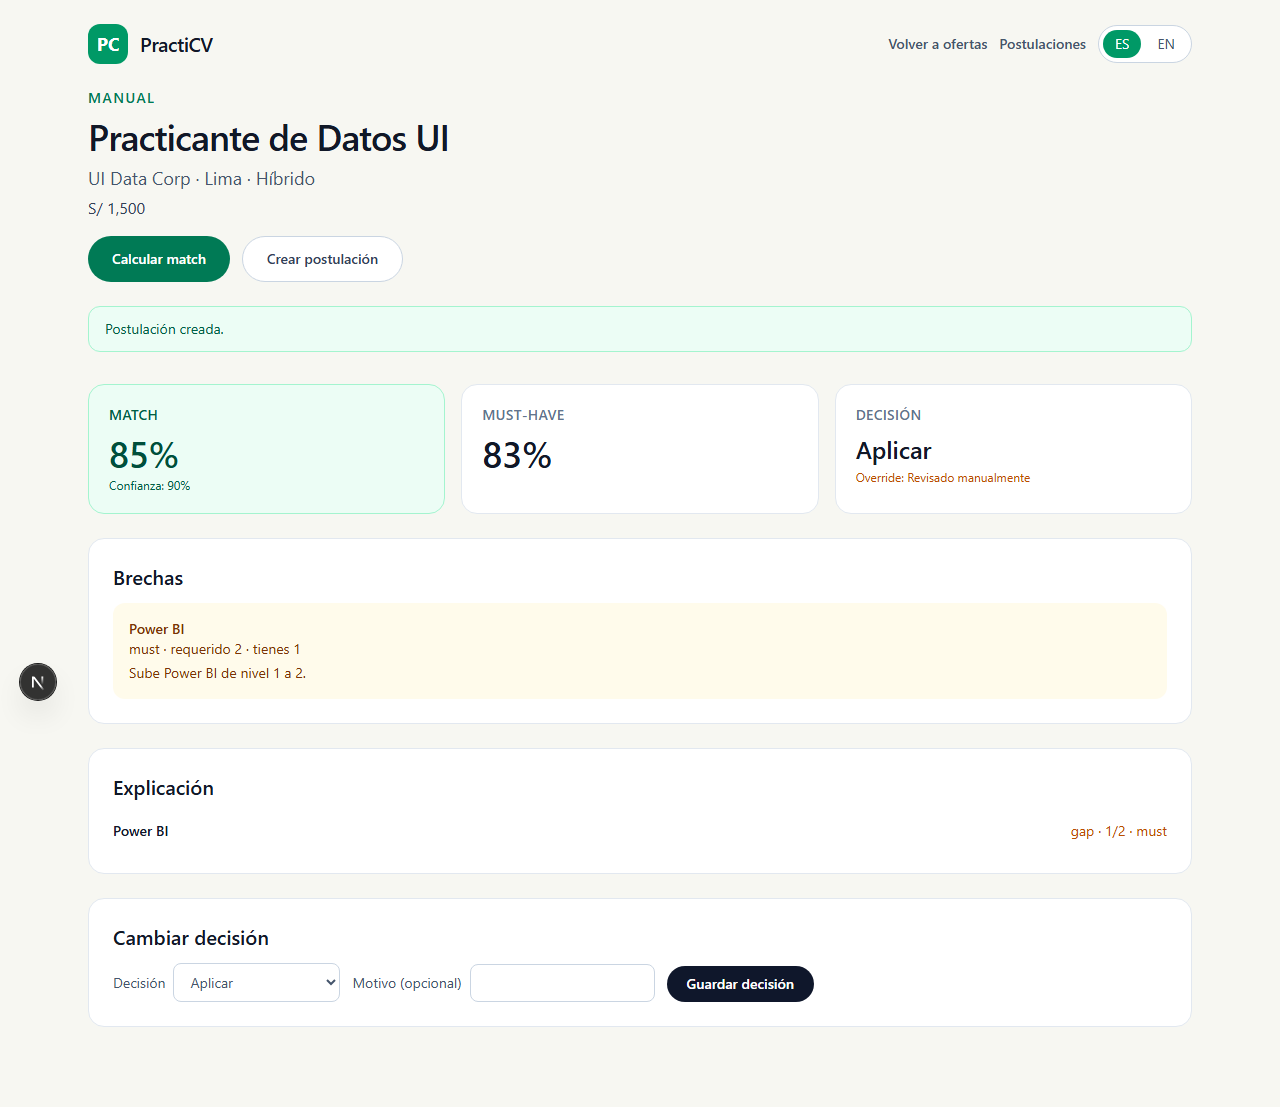 PC PractiCV
Volver a ofertas Postulaciones ES EN
MANUAL
Practicante de Datos UI
UI Data Corp · Lima · Híbrido
S/ 1,500
Calcular match Crear postulación
Postulación creada.
MATCH
85%
Confianza: 90%
MUST-HAVE
83%
DECISIÓN
Aplicar
Override: Revisado manualmente
Brechas
Power BI
must · requerido 2 · tienes 1
Sube Power BI de nivel 1 a 2.
N
Explicación
Power BI gap · 1/2 · must
Cambiar decisión
Decisión Aplicar Motivo (opcional) Guardar decisión